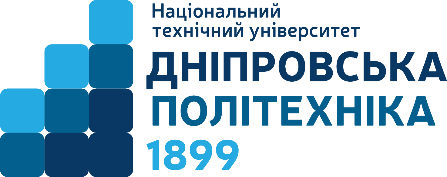 Національний
технічний університет
ДНІПРОВСЬКА
ПОЛІТЕХНІКА
1899